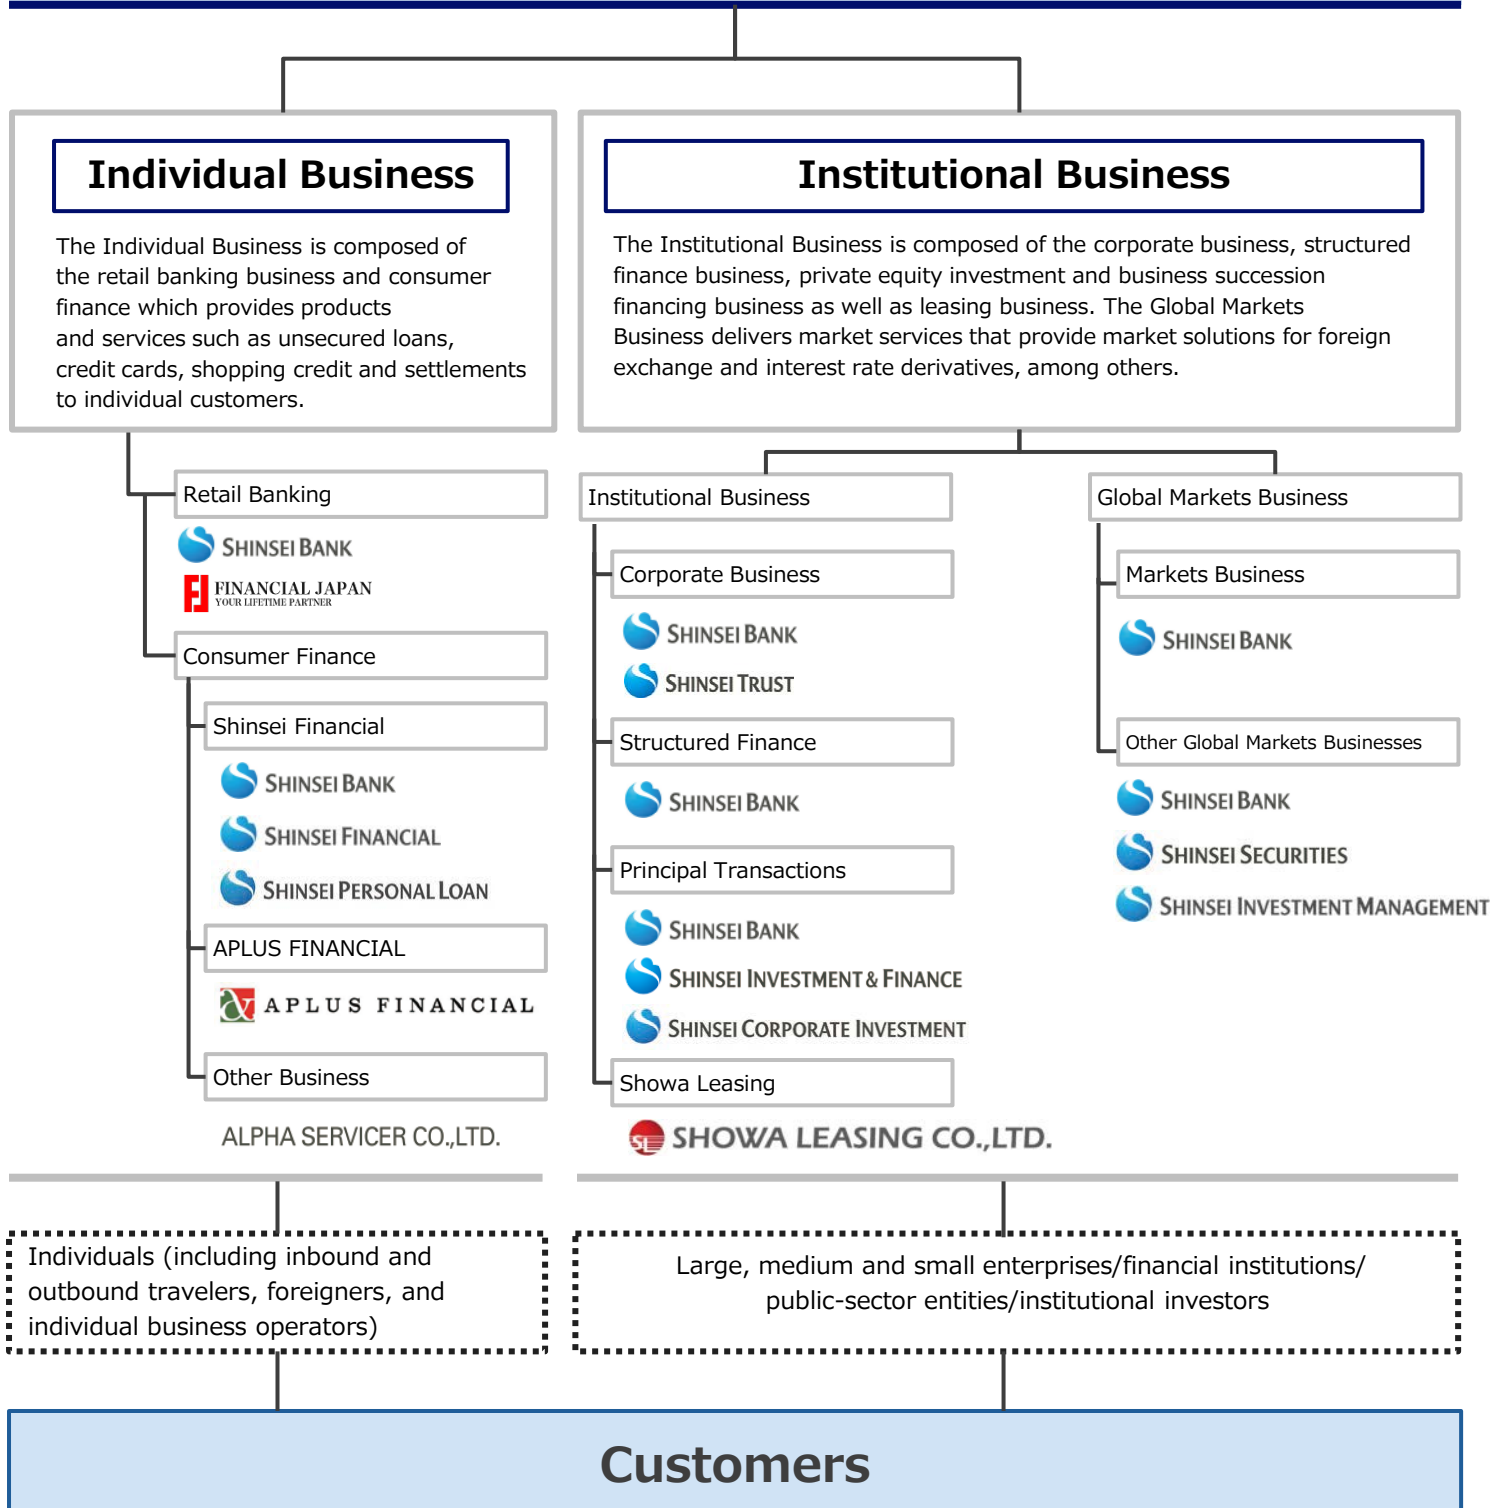 Individual Business
The Individual Business is composed of
the retail banking business and consumer
finance which provides products
and services such as unsecured loans,
credit cards, shopping credit and settlements
to individual customers.
Retail Banking
SHINSEI BANK
FINANCIAL JAPAN
YOUR LIFETIME PARTNER
Consumer Finance
Shinsei Financial
SHINSEI BANK
SHINSEI FINANCIAL
SHINSEI PERSONAL LOAN
APLUS FINANCIAL
APLUS FINANCIAL
Other Business
ALPHA SERVICER CO.,LTD.
Individuals (including inbound and
outbound travelers, foreigners, and
individual business operators)
Institutional Business
The Institutional Business is composed of the corporate business, structured
finance business, private equity investment and business succession
financing business as well as leasing business. The Global Markets
Business delivers market services that provide market solutions for foreign
exchange and interest rate derivatives, among others.
Institutional Business
Corporate Business
SHINSEI BANK
SHINSEI TRUST
Structured Finance
SHINSEI BANK
Principal Transactions
SHINSEI BANK
SHINSEI INVESTMENT & FINANCE
SHINSEI CORPORATE INVESTMENT
Showa Leasing
SL SHOWA LEASING CO.,LTD.
Global Markets Business
Markets Business
SHINSEI BANK
Other Global Markets Businesses
SHINSEI BANK
SHINSEI SECURITIES
SHINSEI INVESTMENT MANAGEMENT
Large, medium and small enterprises/financial institutions/
public-sector entities/institutional investors
Customers